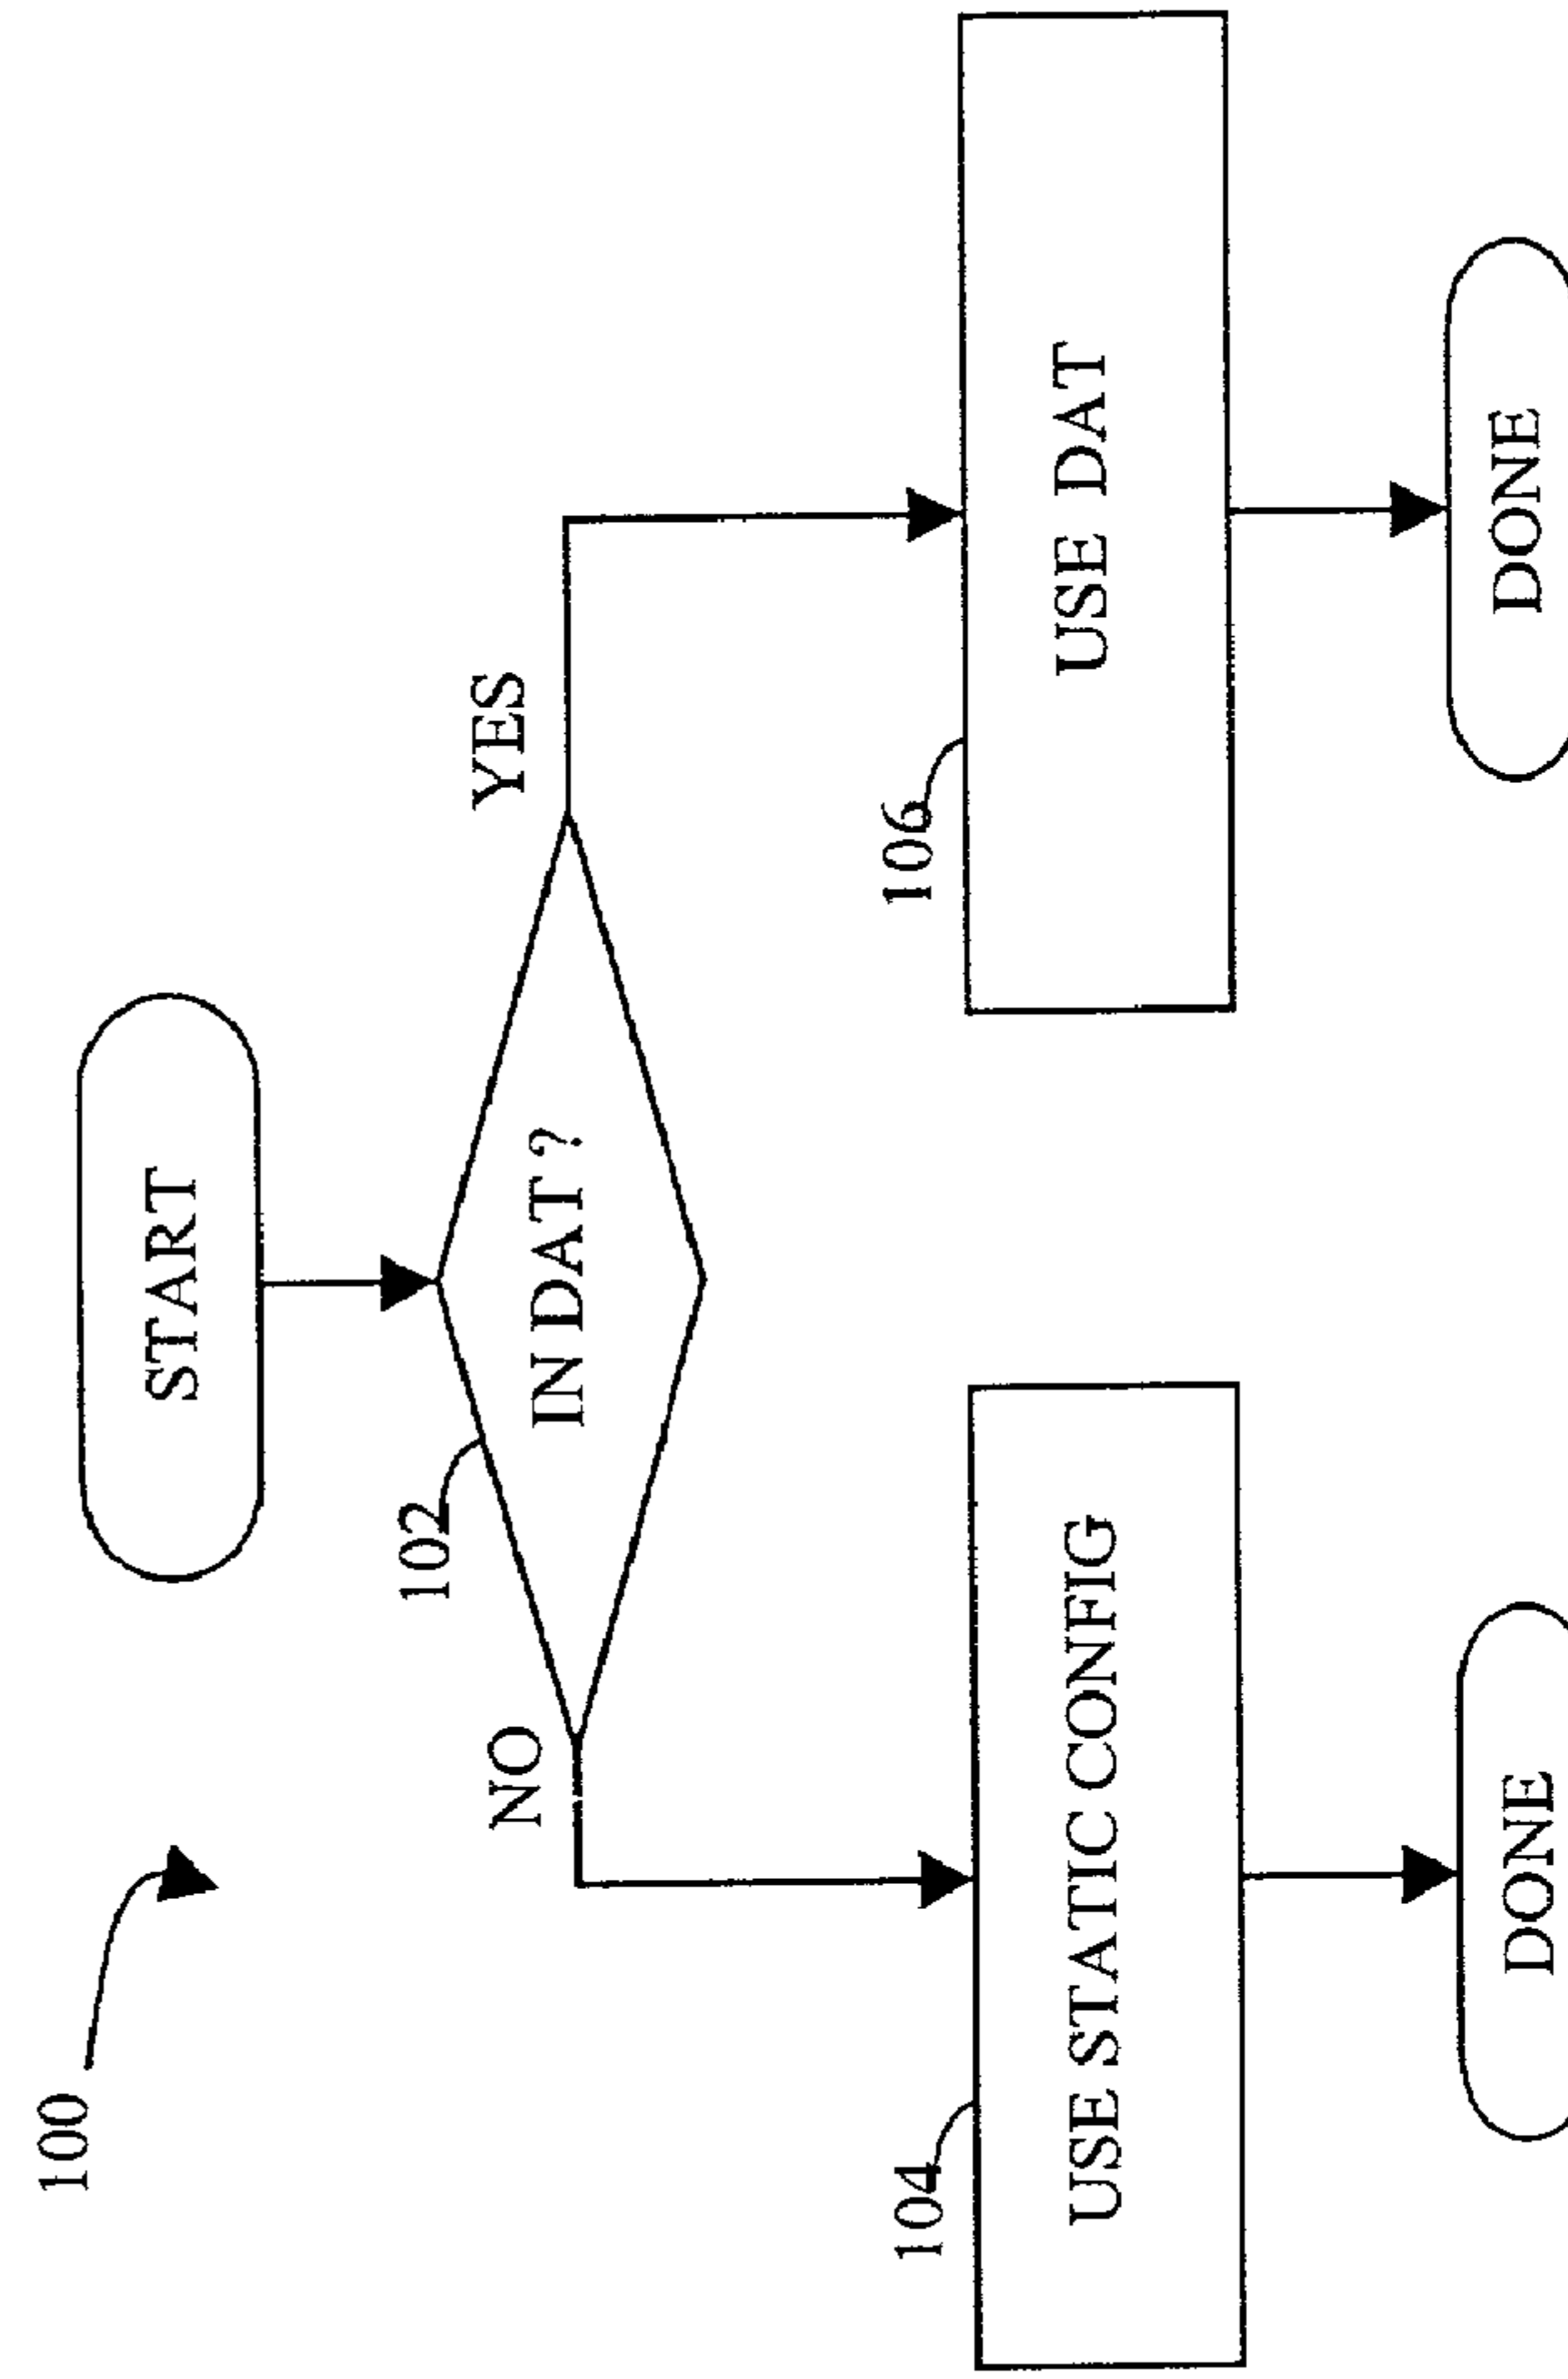 100
START
102
IN DAT?
NO
YES
104
USE STATIC CONFIG
106
USE DAT
DONE
DONE